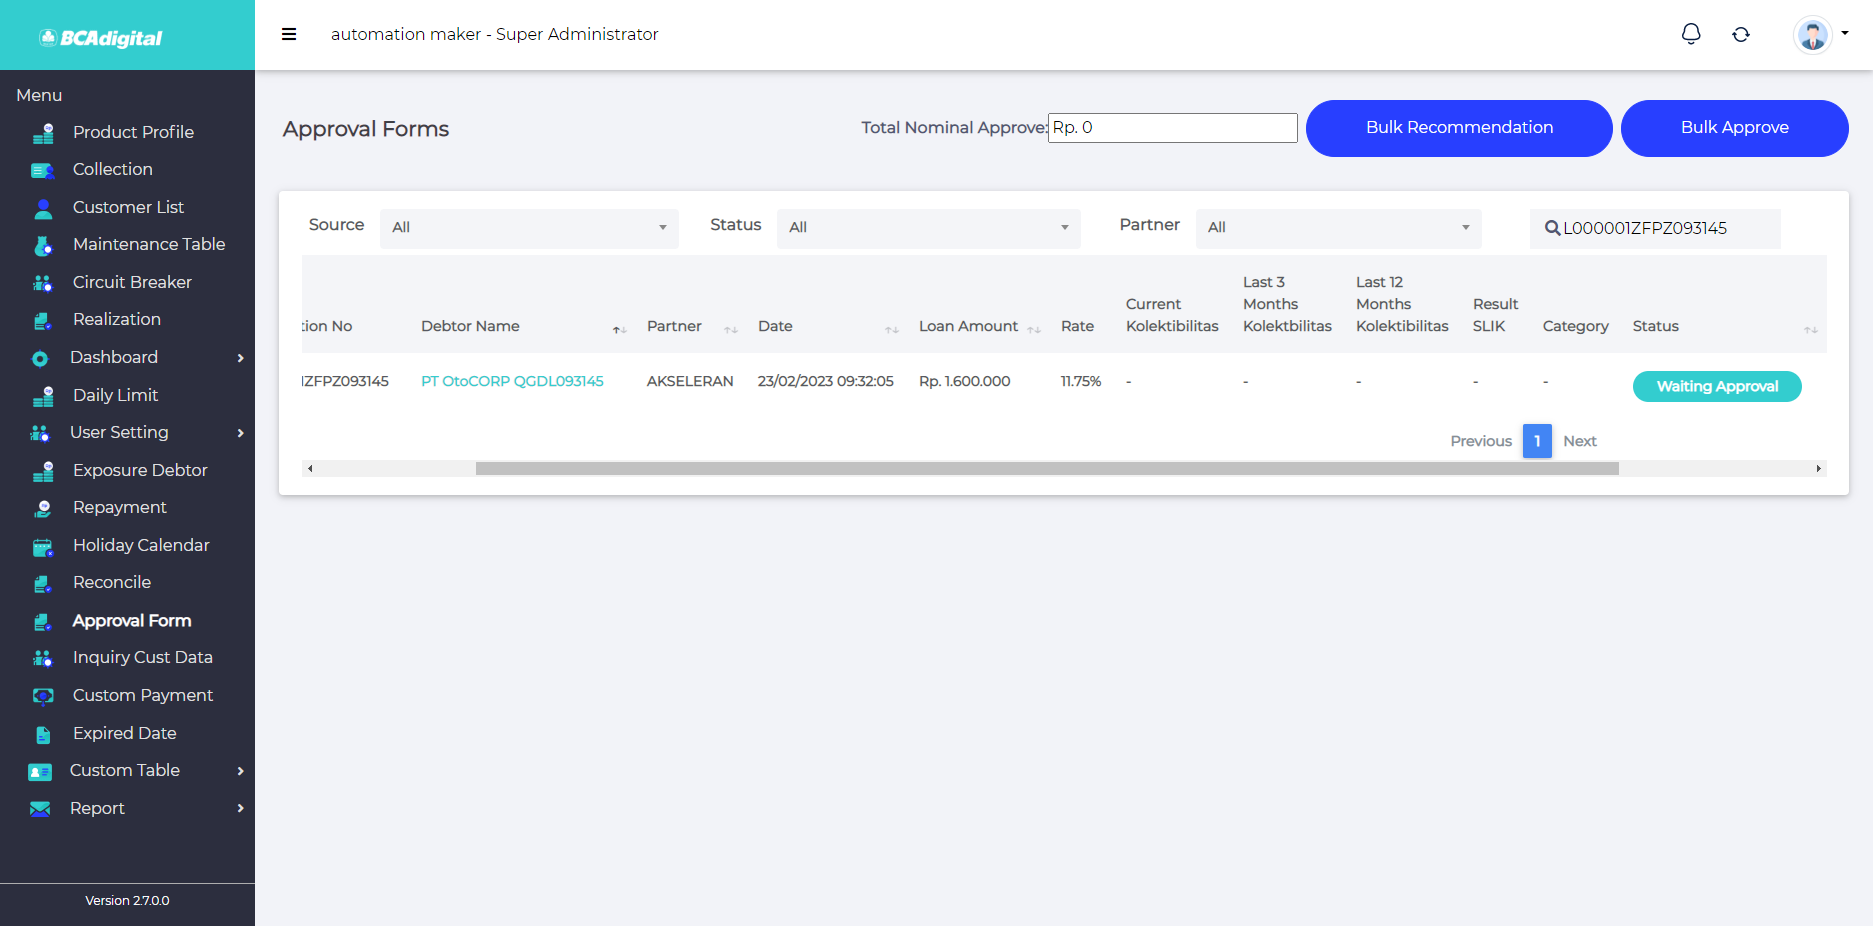 BCAdigital
automation maker - Super Administrator
Menu
Product Profile
Collection
Customer List
Maintenance Table
Circuit Breaker
Realization
Dashboard
Daily Limit
User Setting
Exposure Debtor
Repayment
Holiday Calendar
Reconcile
Approval Form
Inquiry Cust Data
Custom Payment
Expired Date
Custom Table
Report
Version 2.7.0.0
Approval Forms
Total Nominal Approve: Rp. 0
Bulk Recommendation
Bulk Approve
Source All
Status All
Partner All
L000001ZFPZ093145
tion No Debtor Name Partner Date Loan Amount Rate
Current Kolektibilitas
Last 3 Months Kolektbilitas
Last 12 Months Kolektibilitas
Result SLIK
Category
Status
ZFPZ093145 PT OtoCORP QGDL093145 AKSELERAN 23/02/2023 09:32:05 Rp. 1.600.000 11.75% - - - - - Waiting Approval
Previous 1 Next